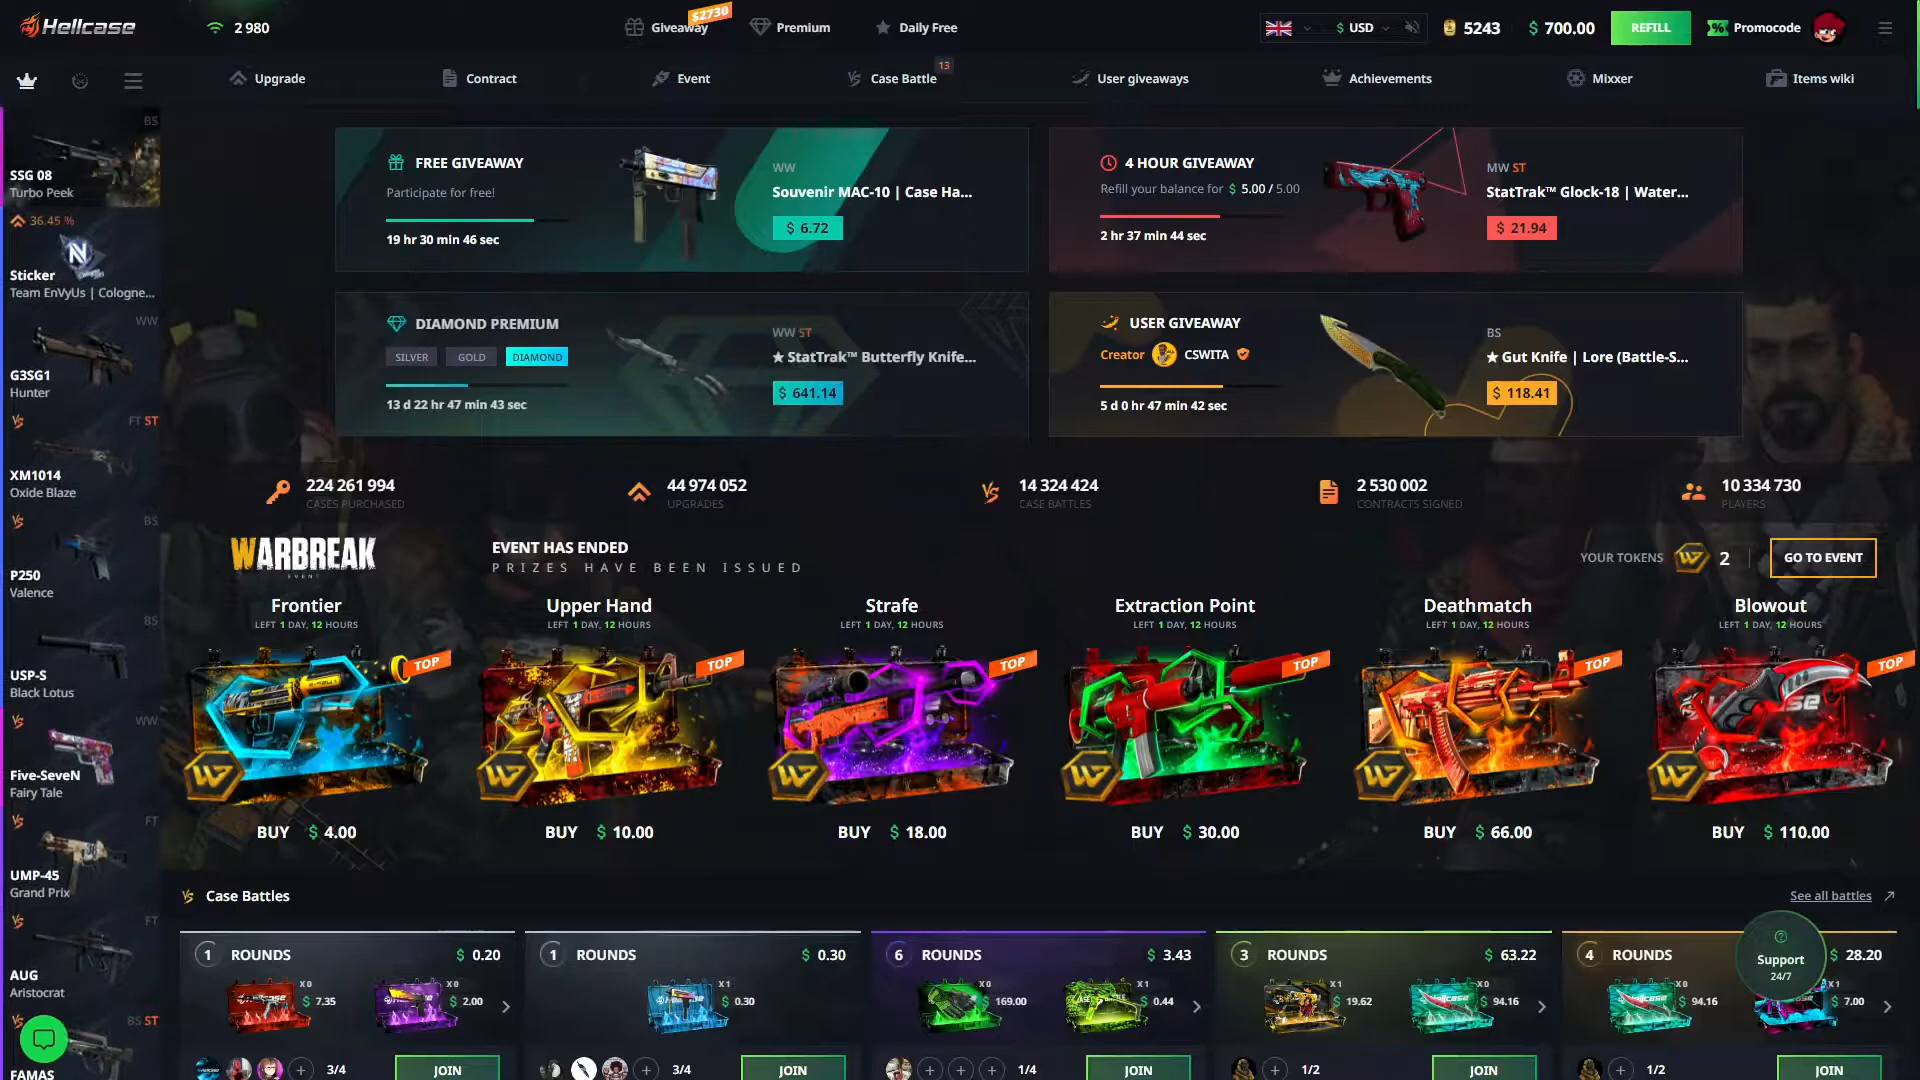 Hellcase
2 980
Giveaway
$2730
Premium
Daily Free
$ USD
5243
$ 700.00
REFILL
Promocode
Upgrade
Contract
Event
Case Battle
13
User giveaways
Achievements
Mixxer
Items wiki
BS
SSG 08
Turbo Peek
36.45 %
Sticker
Team EnVyUs | Cologne...
WW
G3SG1
Hunter
FT ST
XM1014
Oxide Blaze
BS
P250
Valence
BS
USP-S
Black Lotus
WW
Five-SeveN
Fairy Tale
FT
UMP-45
Grand Prix
FT
AUG
Aristocrat
BS ST
FAMAS
FREE GIVEAWAY
Participate for free!
19 hr 30 min 46 sec
WW
Souvenir MAC-10 | Case Ha...
$ 6.72
4 HOUR GIVEAWAY
Refill your balance for $ 5.00 / 5.00
2 hr 37 min 44 sec
MW ST
StatTrak™ Glock-18 | Water...
$ 21.94
DIAMOND PREMIUM
SILVER
GOLD
DIAMOND
13 d 22 hr 47 min 43 sec
WW ST
★ StatTrak™ Butterfly Knife...
$ 641.14
USER GIVEAWAY
Creator CSWITA
5 d 0 hr 47 min 42 sec
BS
★ Gut Knife | Lore (Battle-S...
$ 118.41
224 261 994
CASES PURCHASED
44 974 052
UPGRADES
14 324 424
CASE BATTLES
2 530 002
CONTRACTS SIGNED
10 334 730
PLAYERS
WARBREAK
EVENT
EVENT HAS ENDED
PRIZES HAVE BEEN ISSUED
YOUR TOKENS
2
GO TO EVENT
Frontier
LEFT 1 DAY, 12 HOURS
TOP
BUY $ 4.00
Upper Hand
LEFT 1 DAY, 12 HOURS
TOP
BUY $ 10.00
Strafe
LEFT 1 DAY, 12 HOURS
TOP
BUY $ 18.00
Extraction Point
LEFT 1 DAY, 12 HOURS
TOP
BUY $ 30.00
Deathmatch
LEFT 1 DAY, 12 HOURS
TOP
BUY $ 66.00
Blowout
LEFT 1 DAY, 12 HOURS
TOP
BUY $ 110.00
Case Battles
See all battles
1 ROUNDS
$ 0.20
X 0
$ 7.35
X 0
$ 2.00
3/4
JOIN
1 ROUNDS
$ 0.30
X 1
$ 0.30
3/4
JOIN
6 ROUNDS
$ 3.43
X 0
$ 169.00
X 1
$ 0.44
1/4
JOIN
3 ROUNDS
$ 63.22
X 1
$ 19.62
X 0
$ 94.16
1/2
JOIN
4 ROUNDS
$ 28.20
X 0
$ 94.16
X 1
$ 7.00
1/2
JOIN
Support
24/7